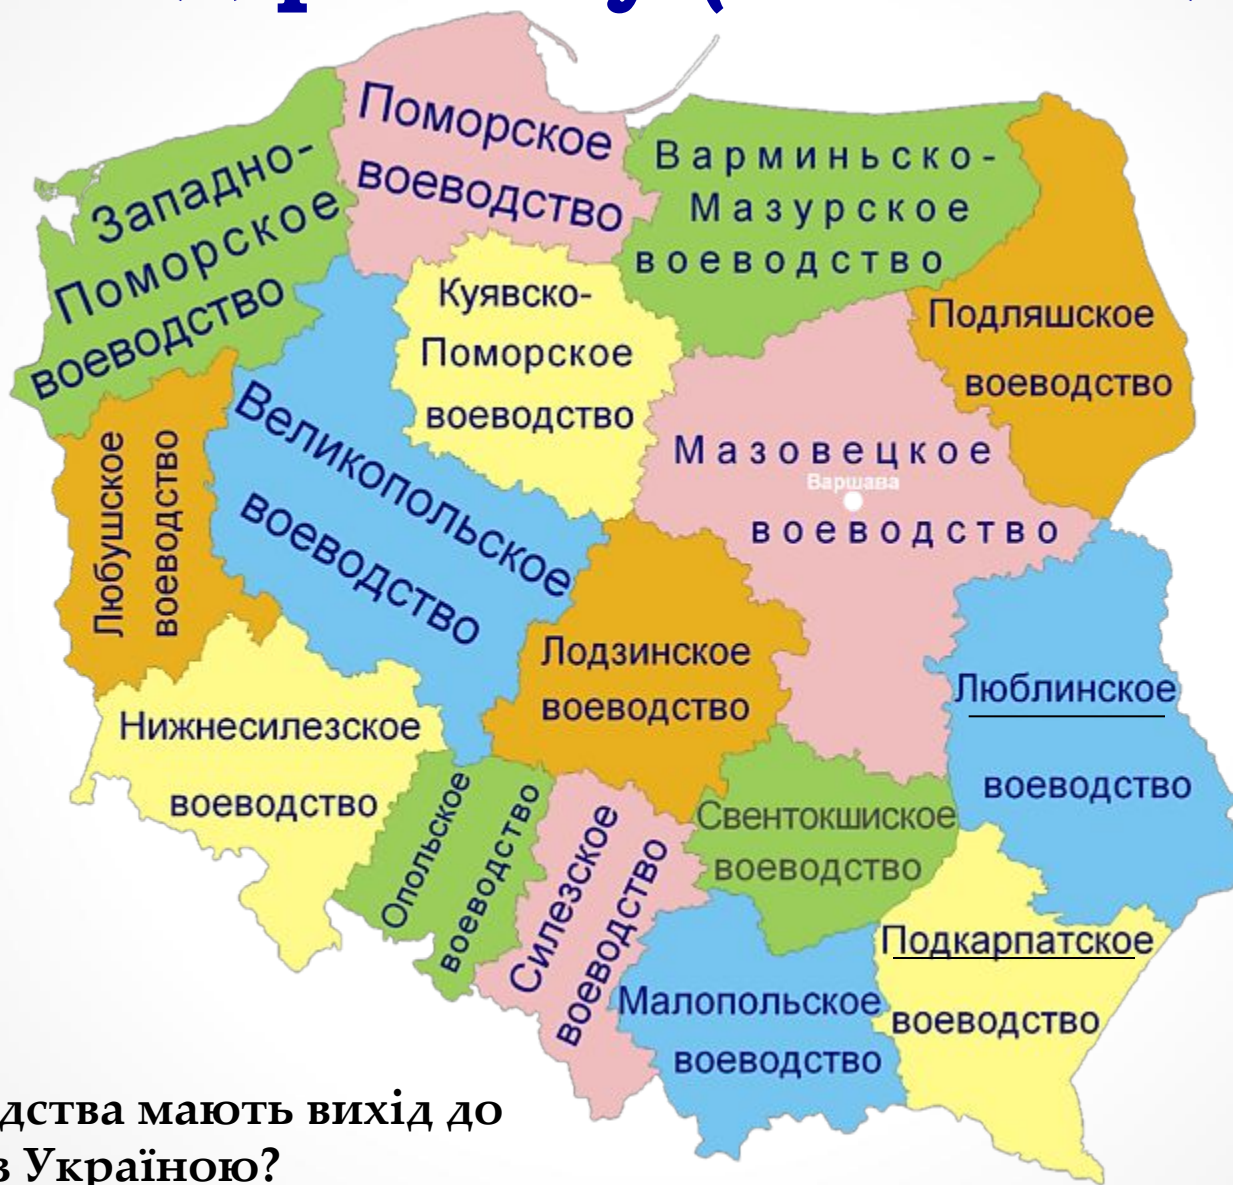 Поморское
воеводство
Западно-
Поморское
воеводство
Варминьско-
Мазурское
воеводство
Подляшское
воеводство
Куявско-
Поморское
воеводство
Мазовецкое
Варшава
воеводство
Великопольское
воеводство
Любушское
воеводство
Лодзинское
воеводство
Люблинское
воеводство
Нижнесилезское
воеводство
Опольское
воеводство
Силезское
воеводство
Свентокшиское
воеводство
Подкарпатское
воеводство
Малопольское
воеводство
дства мають вихід до
з Україною?